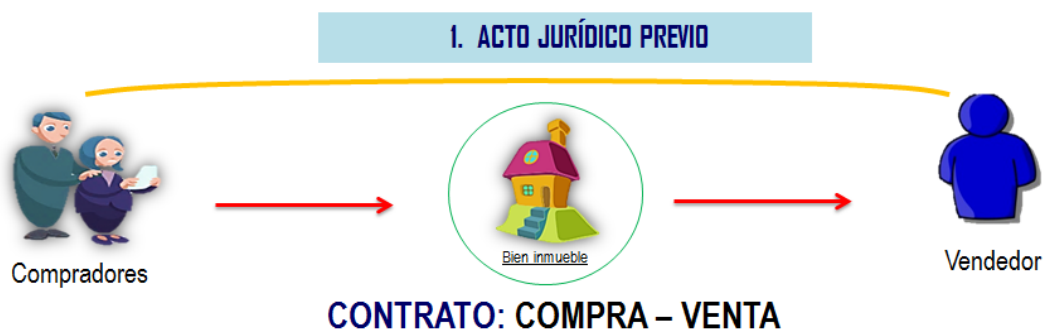 1. ACTO JURÍDICO PREVIO
Compradores
Bien inmueble
Vendedor
CONTRATO: COMPRA – VENTA